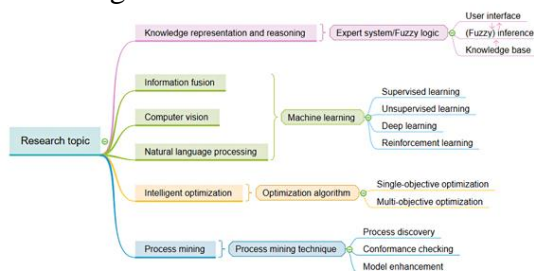 Research topic
Knowledge representation and reasoning
Expert system/Fuzzy logic
User interface
(Fuzzy) inference
Knowledge base
Information fusion
Computer vision
Natural language processing
Machine learning
Supervised learning
Unsupervised learning
Deep learning
Reinforcement learning
Intelligent optimization
Optimization algorithm
Single-objective optimization
Multi-objective optimization
Process mining
Process mining technique
Process discovery
Conformance checking
Model enhancement